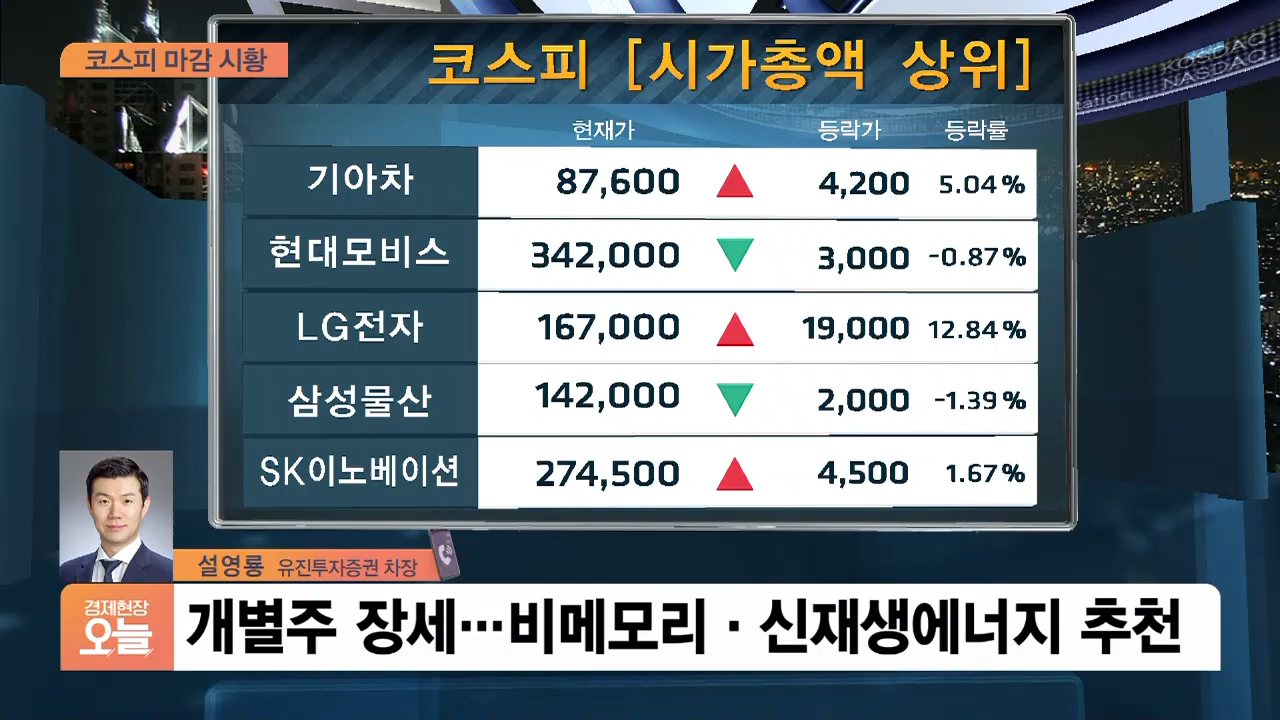 코스피 마감 시황
코스피 [시가총액 상위]
KOSDAQ
NASDAQ
현재가 등락가 등락률
기아차 87,600 ▲ 4,200 5.04%
현대모비스 342,000 ▼ 3,000 -0.87%
LG전자 167,000 ▲ 19,000 12.84%
삼성물산 142,000 ▼ 2,000 -1.39%
SK이노베이션 274,500 ▲ 4,500 1.67%
설영룡 유진투자증권 차장
경제현장
오늘
개별주 장세···비메모리·신재생에너지 추천